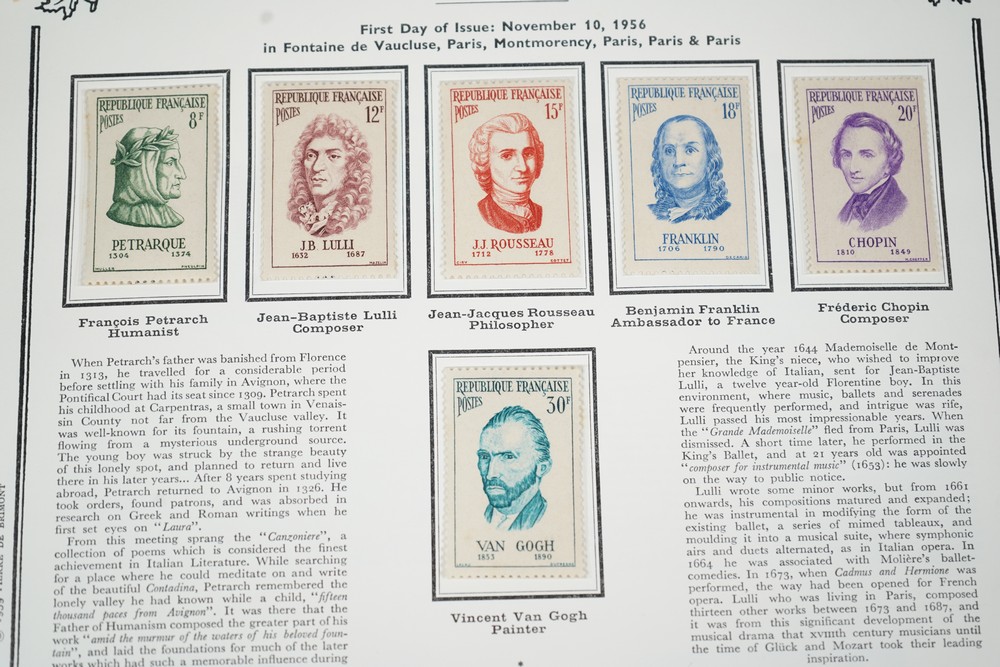 First Day of Issue: November 10, 1956
in Fontaine de Vaucluse, Paris, Montmorency, Paris, Paris & Paris
REPUBLIQUE FRANÇAISE
POSTES 8F
PETRARQUE
1304 1374
REPUBLIQUE FRANÇAISE
POSTES 12F
J.B LULLI
1632 1687
REPUBLIQUE FRANÇAISE
POSTES 15F
J.J. ROUSSEAU
1712 1778
REPUBLIQUE FRANÇAISE
POSTES 18F
FRANKLIN
1706 1790
REPUBLIQUE FRANÇAISE
POSTES 20F
CHOPIN
1810 1849
François Petrarch
Humanist
Jean-Baptiste Lulli
Composer
Jean-Jacques Rousseau
Philosopher
Benjamin Franklin
Ambassador to France
Fréderic Chopin
Composer
When Petrarch's father was banished from Florence
in 1313, he travelled for a considerable period
before settling with his family in Avignon, where the
Pontifical Court had its seat since 1309. Petrarch spent
his childhood at Carpentras, a small town in Venais-
sin County not far from the Vaucluse valley. It
was well-known for its fountain, a rushing torrent
flowing from a mysterious underground source.
The young boy was struck by the strange beauty
of this lonely spot, and planned to return and live
there in his later years... After 8 years spent studying
abroad, Petrarch returned to Avignon in 1326. He
took orders, found patrons, and was absorbed in
research on Greek and Roman writings when he
first set eyes on "Laura".
From this meeting sprang the "Canzoniere", a
collection of poems which is considered the finest
achievement in Italian Literature. While searching
for a place where he could meditate on and write
of the beautiful Contadina, Petrarch remembered the
lonely valley he had known while a child, "fifteen
thousand paces from Avignon". It was there that the
Father of Humanism composed the greater part of his
work "amid the murmur of the waters of his beloved foun-
tain", and laid the foundations for much of the later
works which had such a memorable influence during
REPUBLIQUE FRANÇAISE
POSTES 30F
VAN GOGH
1853 1890
Vincent Van Gogh
Painter
Around the year 1644 Mademoiselle de Mont-
pensier, the King's niece, who wished to improve
her knowledge of Italian, sent for Jean-Baptiste
Lulli, a twelve year-old Florentine boy. In this
environment, where music, ballets and serenades
were frequently performed, and intrigue was rife,
Lulli passed his most impressionable years. When
the "Grande Mademoiselle" fled from Paris, Lulli was
dismissed. A short time later, he performed in the
King's Ballet, and at 21 years old was appointed
"composer for instrumental music" (1653): he was slowly
on the way to public notice.
Lulli wrote some minor works, but from 1661
onwards, his compositions matured and expanded;
he was instrumental in modifying the form of the
existing ballet, a series of mimed tableaux, and
moulding it into a musical suite, where symphonic
airs and duets alternated, as in Italian opera. In
1664 he was associated with Molière's ballet-
comedies. In 1673, when Cadmus and Hermione was
performed, the way had been opened for French
opera. Lulli who was living in Paris, composed
thirteen other works between 1673 and 1687, and
it was from this significant development of the
musical drama that XVIIIth century musicians until
the time of Glück and Mozart took their leading
inspiration.
PIERRE DE BRIMONT